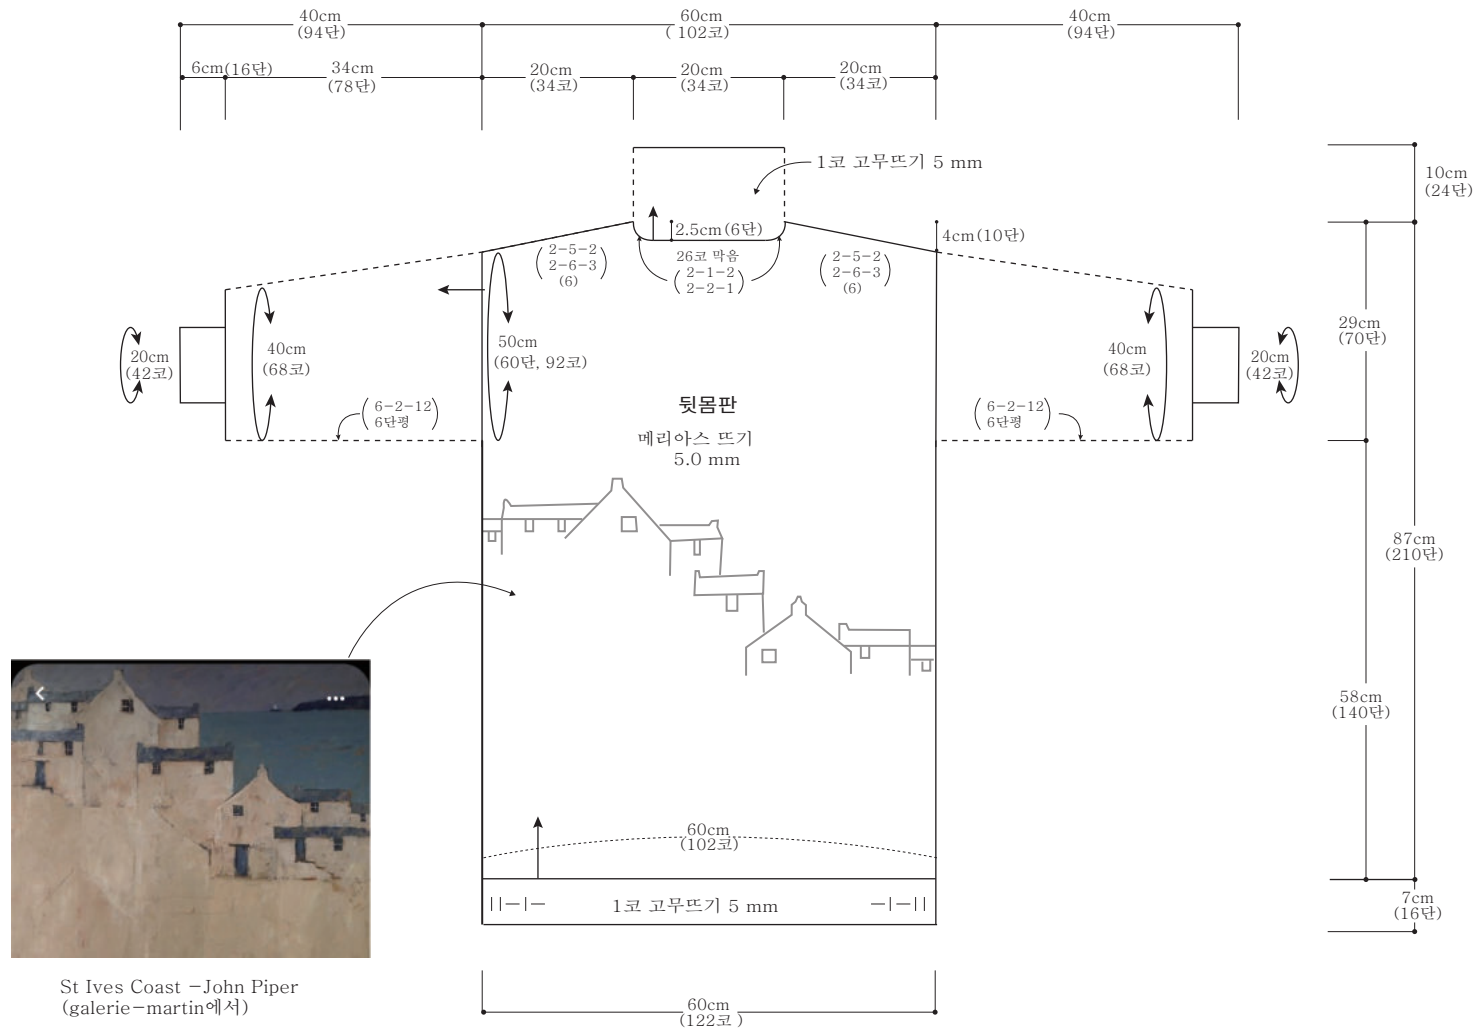 40cm
(94단)
60cm
( 102코)
40cm
(94단)
6cm(16단)
34cm
(78단)
20cm
(34코)
20cm
(34코)
20cm
(34코)
1코 고무뜨기 5 mm
10cm
(24단)
2.5cm(6단)
4cm(10단)
2-5-2
2-6-3
(6)
26코 막음
2-1-2
2-2-1
2-5-2
2-6-3
(6)
20cm
(42코)
40cm
(68코)
50cm
(60단, 92코)
40cm
(68코)
20cm
(42코)
29cm
(70단)
6-2-12
6단평
뒷몸판
메리아스 뜨기
5.0 mm
6-2-12
6단평
87cm
(210단)
58cm
(140단)
60cm
(102코)
1코 고무뜨기 5 mm
7cm
(16단)
St Ives Coast -John Piper
(galerie-martin에서)
60cm
(122코 )